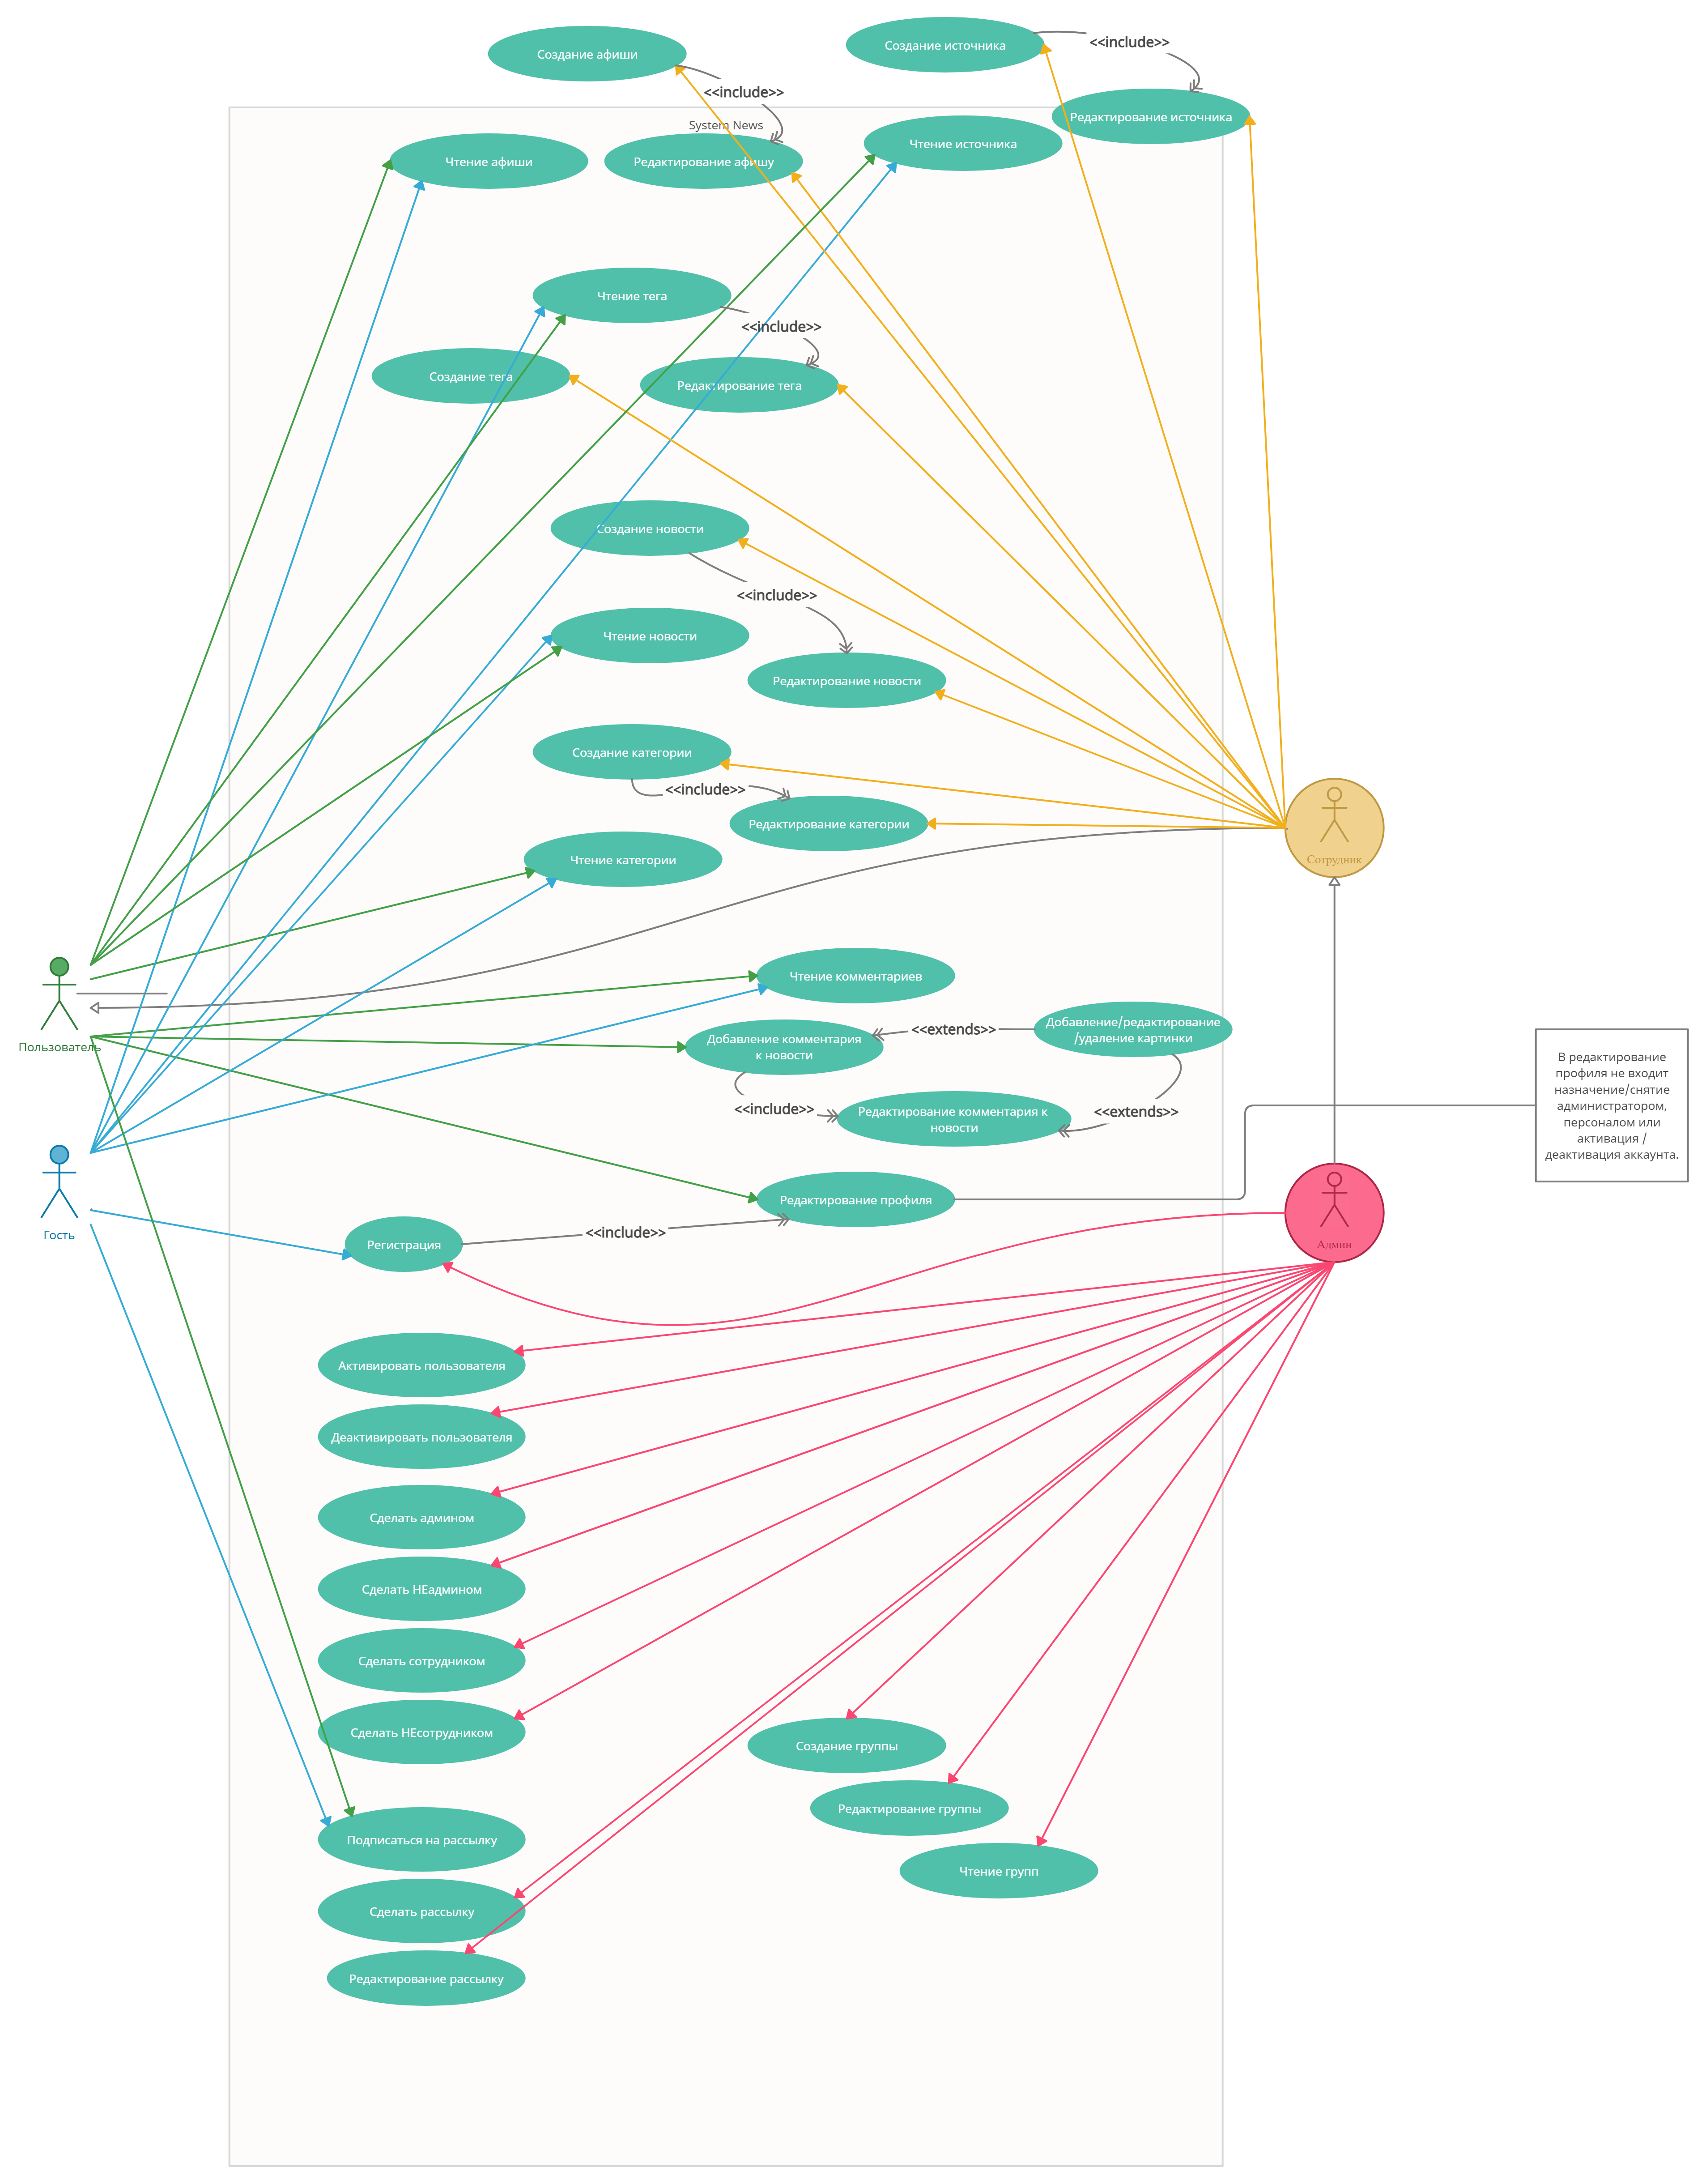 Создание афиши
Создание источника
<<include>>
<<include>>
Редактирование источника
System News
Чтение афиши
Редактирование афишу
Чтение источника
Чтение тега
<<include>>
Создание тега
Редактирование тега
Создание новости
<<include>>
Чтение новости
Редактирование новости
Создание категории
<<include>>
Редактирование категории
Сотрудник
Чтение категории
Чтение комментариев
Пользователь
Добавление комментария
к новости
<<extends>>
Добавление/редактирование
/удаление картинки
<<include>>
Редактирование комментария к
новости
<<extends>>
В редактирование
профиля не входит
назначение/снятие
администратором,
персоналом или
активация /
деактивация аккаунта.
Гость
Редактирование профиля
Регистрация
<<include>>
Админ
Активировать пользователя
Деактивировать пользователя
Сделать админом
Сделать НЕадмином
Сделать сотрудником
Сделать НЕсотрудником
Создание группы
Редактирование группы
Подписаться на рассылку
Чтение групп
Сделать рассылку
Редактирование рассылку